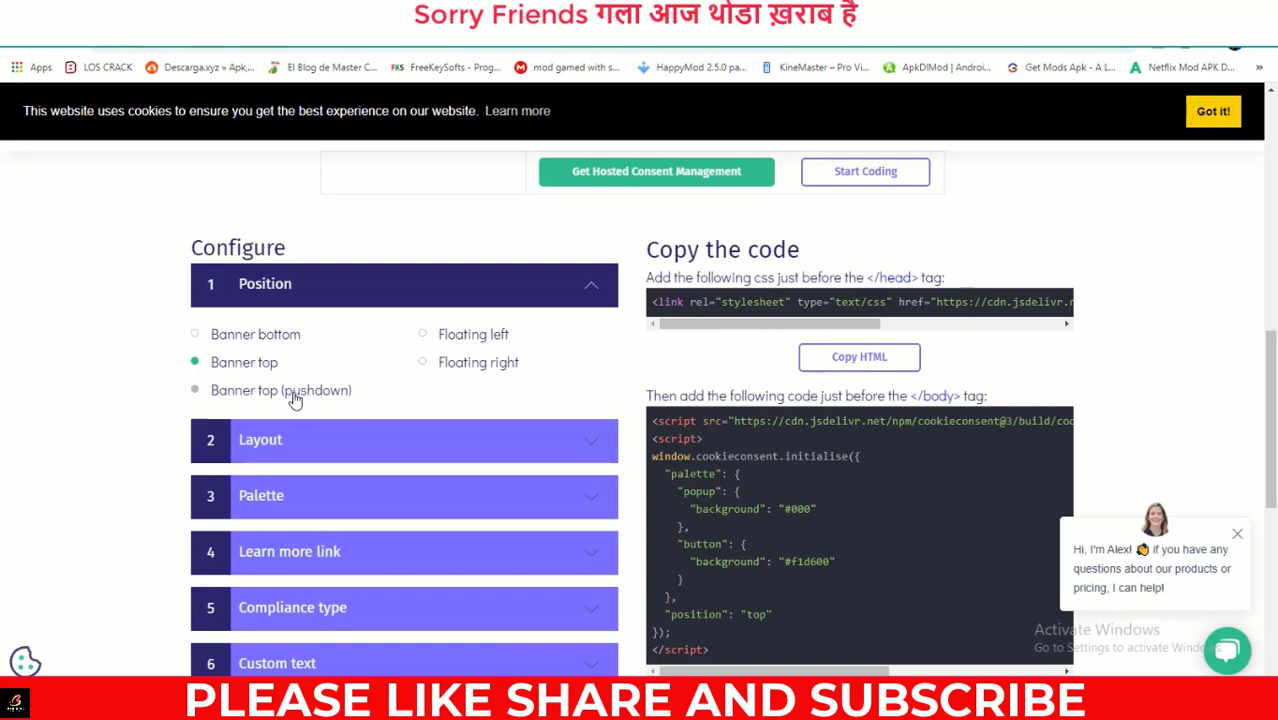 Sorry Friends गला आज थोडा ख़राब है
Apps LOS CRACK Descarga.xyz » Apk,... El Blog de Master C... FreeKeySofts - Prog... mod gamed with s... HappyMod 2.5.0 pa... KineMaster – Pro Vi... ApkDlMod | Androi... Get Mods Apk - A L... Netflix Mod APK D... »
This website uses cookies to ensure you get the best experience on our website. Learn more Got it!
Get Hosted Consent Management Start Coding
Configure
1 Position
Banner bottom Floating left
Banner top Floating right
Banner top (pushdown)
2 Layout
3 Palette
4 Learn more link
5 Compliance type
6 Custom text
Copy the code
Add the following css just before the </head> tag:
<link rel="stylesheet" type="text/css" href="https://cdn.jsdelivr.n
Copy HTML
Then add the following code just before the </body> tag:
<script src="https://cdn.jsdelivr.net/npm/cookieconsent@3/build/coo
<script>
window.cookieconsent.initialise({
"palette": {
"popup": {
"background": "#000"
},
"button": {
"background": "#f1d600"
}
},
"position": "top"
});
</script>
Hi, I'm Alex! 👋 if you have any
questions about our products or
pricing, I can help!
Activate Windows
Go to Settings to activate Windows.
PLEASE LIKE SHARE AND SUBSCRIBE